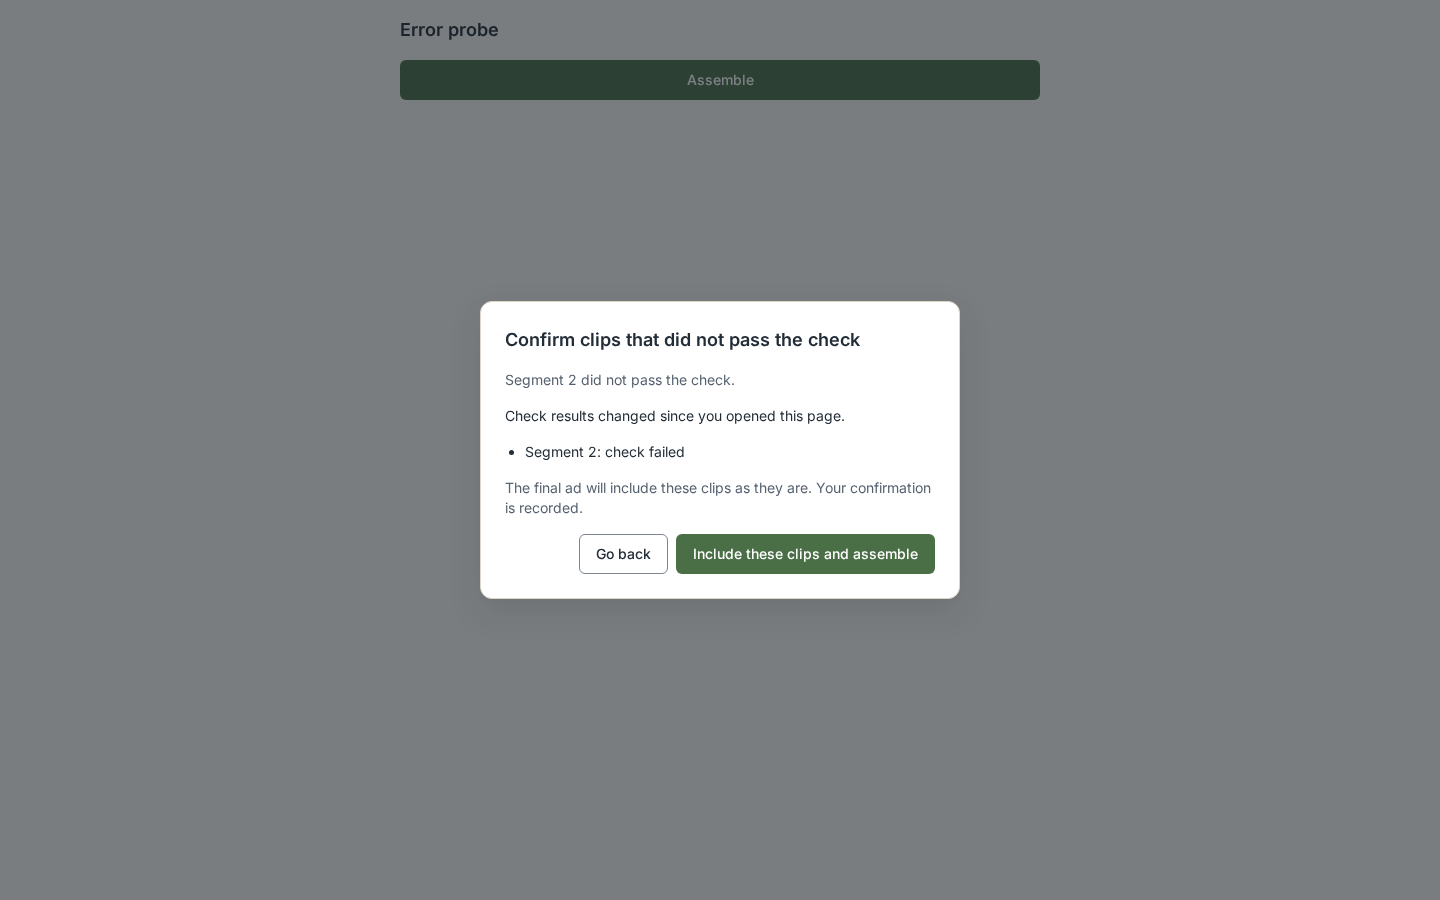 Error probe
Assemble
Confirm clips that did not pass the check
Segment 2 did not pass the check.
Check results changed since you opened this page.
• Segment 2: check failed
The final ad will include these clips as they are. Your confirmation
is recorded.
Go back
Include these clips and assemble